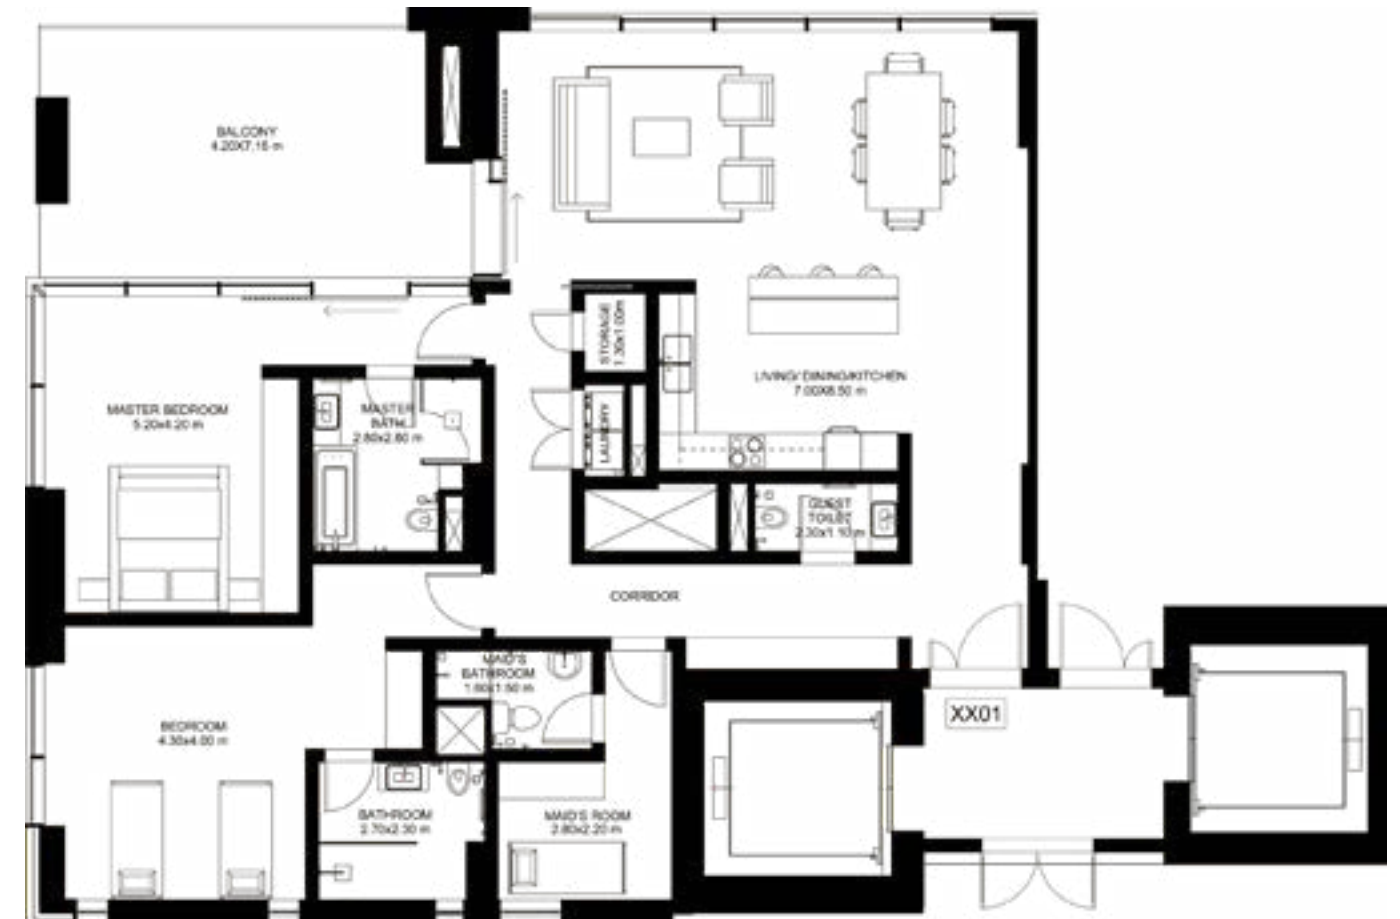 BALCONY
4.20X7.15 m
STORAGE
1.30x1.00m
LIVING/ DINING/KITCHEN
7.00X8.50 m
MASTER BEDROOM
5.20x4.20 m
MASTER
BATH
2.80x2.80 m
LAUNDRY
GUEST
TOILET
2.30x1.10 m
CORRIDOR
MAID'S
BATHROOM
1.60x1.50 m
XX01
BEDROOM
4.30x4.00 m
BATHROOM
2.70x2.30 m
MAID'S ROOM
2.80x2.20 m